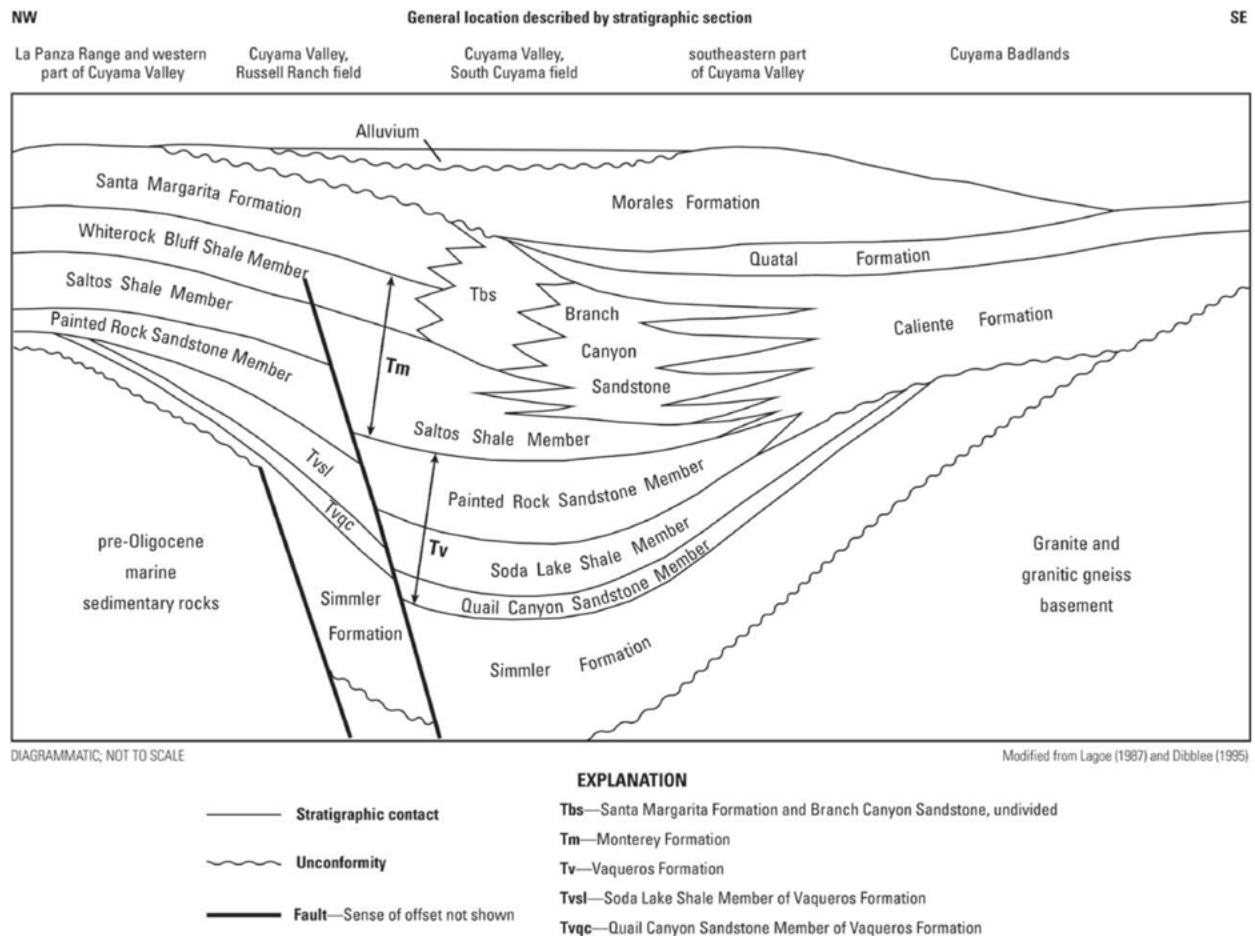 NW
General location described by stratigraphic section
SE
La Panza Range and western
part of Cuyama Valley
Cuyama Valley,
Russell Ranch field
Cuyama Valley,
South Cuyama field
southeastern part
of Cuyama Valley
Cuyama Badlands
Alluvium
Santa Margarita Formation
Morales Formation
Whiterock Bluff Shale Member
Quatal Formation
Saltos Shale Member
Tbs
Branch
Canyon
Sandstone
Caliente Formation
Painted Rock Sandstone Member
Tm
Saltos Shale Member
Tvsl
Painted Rock Sandstone Member
Tvqc
Tv
Soda Lake Shale Member
Quail Canyon Sandstone Member
pre-Oligocene
marine
sedimentary rocks
Simmler
Formation
Simmler Formation
Granite and
granitic gneiss
basement
DIAGRAMMATIC; NOT TO SCALE
Modified from Lagoe (1987) and Dibblee (1995)
EXPLANATION
Stratigraphic contact
Unconformity
Fault—Sense of offset not shown
Tbs—Santa Margarita Formation and Branch Canyon Sandstone, undivided
Tm—Monterey Formation
Tv—Vaqueros Formation
Tvsl—Soda Lake Shale Member of Vaqueros Formation
Tvqc—Quail Canyon Sandstone Member of Vaqueros Formation